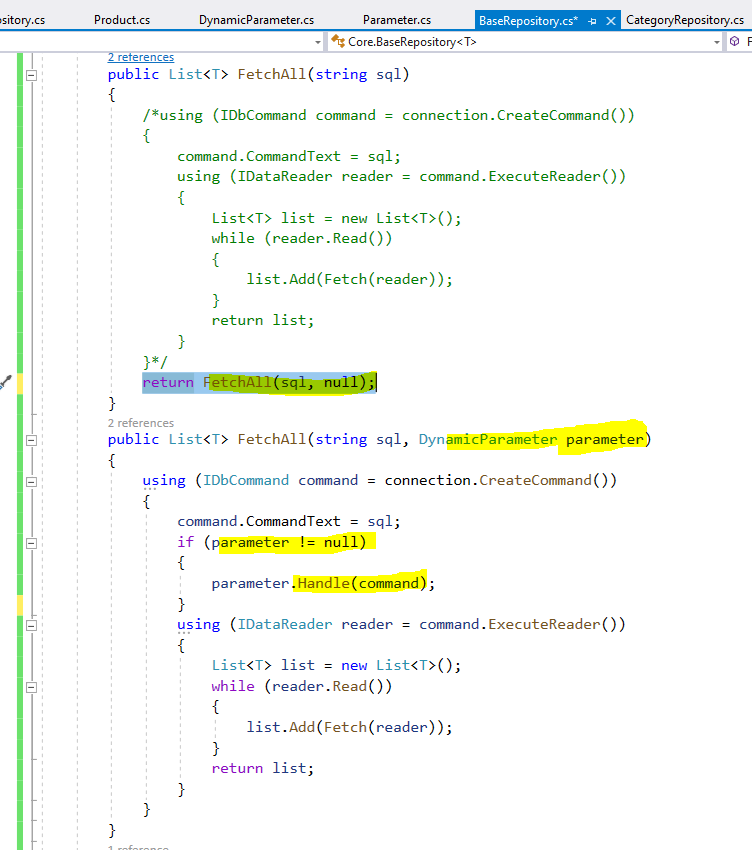 ository.cs Product.cs DynamicParameter.cs Parameter.cs BaseRepository.cs* CategoryRepository.cs
Core.BaseRepository<T> F
2 references
public List<T> FetchAll(string sql)
{
/*using (IDbCommand command = connection.CreateCommand())
{
command.CommandText = sql;
using (IDataReader reader = command.ExecuteReader())
{
List<T> list = new List<T>();
while (reader.Read())
{
list.Add(Fetch(reader));
}
return list;
}
}*/
return FetchAll(sql, null);
}
2 references
public List<T> FetchAll(string sql, DynamicParameter parameter)
{
using (IDbCommand command = connection.CreateCommand())
{
command.CommandText = sql;
if (parameter != null)
{
parameter.Handle(command);
}
using (IDataReader reader = command.ExecuteReader())
{
List<T> list = new List<T>();
while (reader.Read())
{
list.Add(Fetch(reader));
}
return list;
}
}
}
1 reference